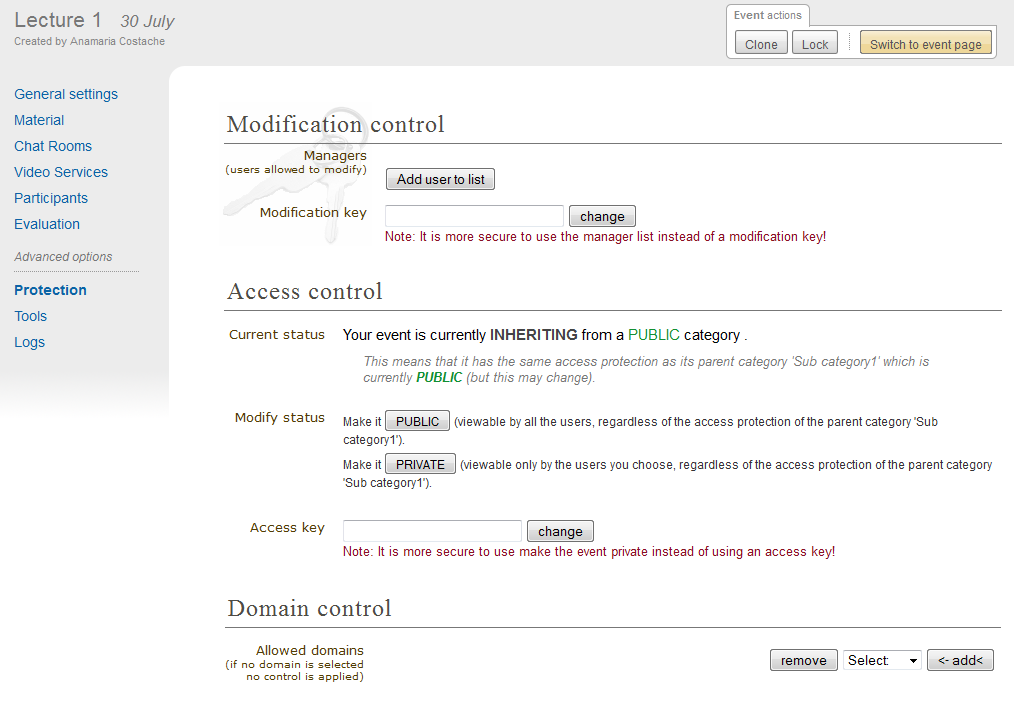 Lecture 1 30 July
Created by Anamaria Costache
Event actions
Clone Lock Switch to event page
General settings
Material
Chat Rooms
Video Services
Participants
Evaluation
Advanced options
Protection
Tools
Logs
Modification control
Managers
(users allowed to modify)
Add user to list
Modification key change
Note: It is more secure to use the manager list instead of a modification key!
Access control
Current status Your event is currently INHERITING from a PUBLIC category .
This means that it has the same access protection as its parent category 'Sub category1' which is
currently PUBLIC (but this may change).
Modify status Make it PUBLIC (viewable by all the users, regardless of the access protection of the parent category 'Sub
category1').
Make it PRIVATE (viewable only by the users you choose, regardless of the access protection of the parent category
'Sub category1').
Access key change
Note: It is more secure to use make the event private instead of using an access key!
Domain control
Allowed domains
(if no domain is selected
no control is applied)
remove Select: <- add<